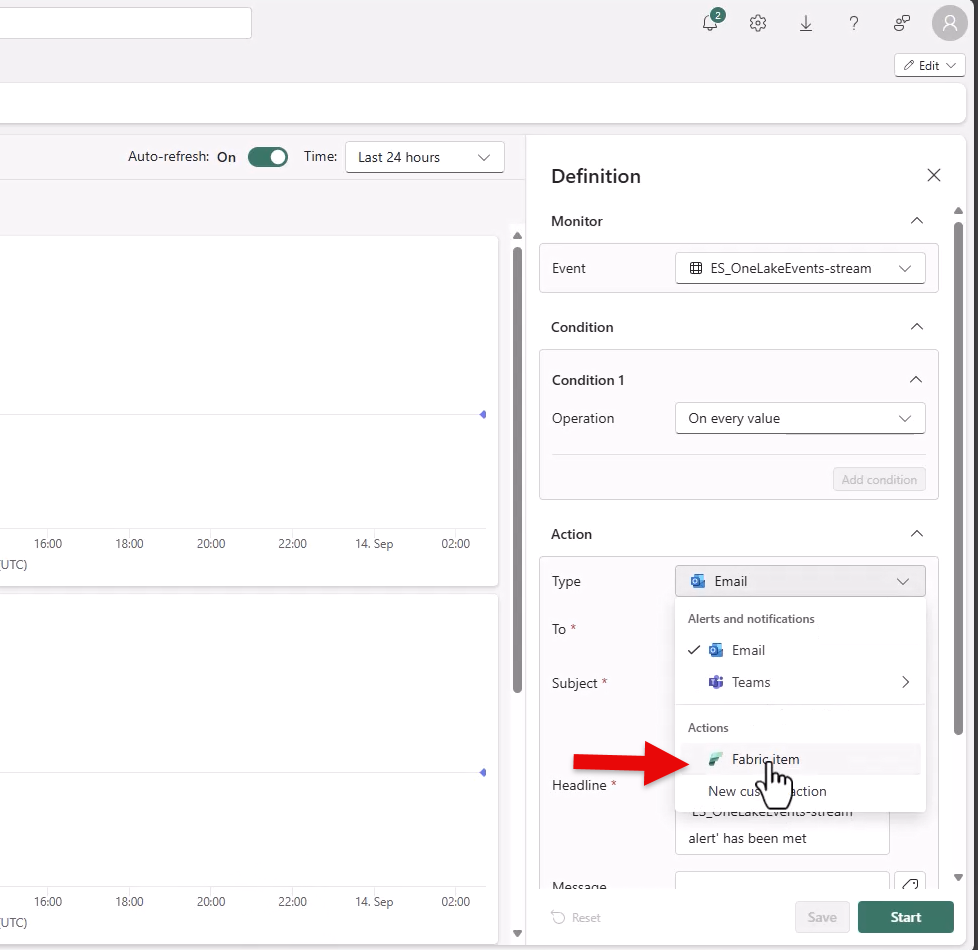 2
Edit
Auto-refresh: On Time: Last 24 hours
Definition
Monitor
Event ES_OneLakeEvents-stream
Condition
Condition 1
Operation On every value
Add condition
Action
Type Email
Alerts and notifications
To *
Email
Subject * Teams
Actions
Fabric item
Headline *
New action
'ES_OneLakeEvents-stream
alert' has been met
Message
Reset Save Start
16:00 18:00 20:00 22:00 14. Sep 02:00
(UTC)
16:00 18:00 20:00 22:00 14. Sep 02:00
(UTC)